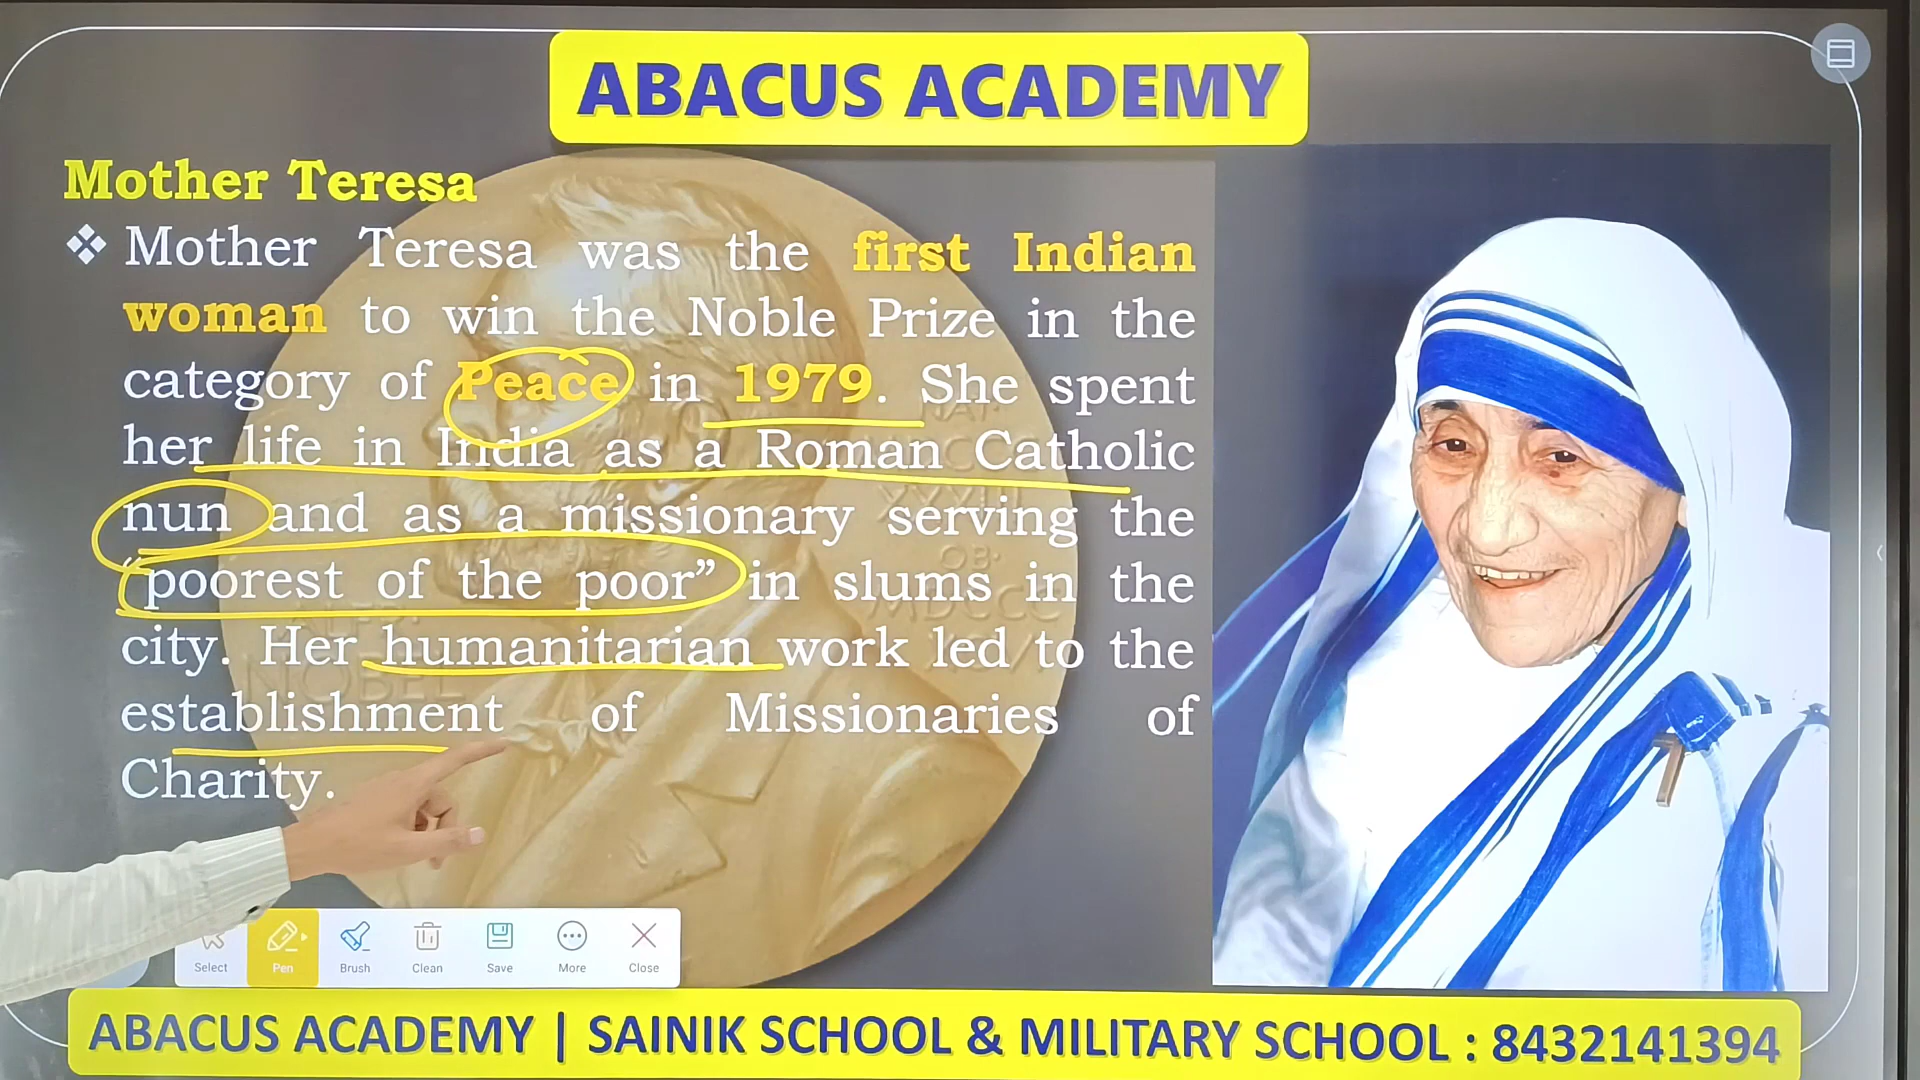 ABACUS ACADEMY
Mother Teresa
❖ Mother Teresa was the first Indian
woman to win the Noble Prize in the
category of Peace in 1979. She spent
her life in India as a Roman Catholic
nun and as a missionary serving the
“poorest of the poor” in slums in the
city. Her humanitarian work led to the
establishment of Missionaries of
Charity.
Select Pen Brush Clean Save More Close
ABACUS ACADEMY | SAINIK SCHOOL & MILITARY SCHOOL : 8432141394